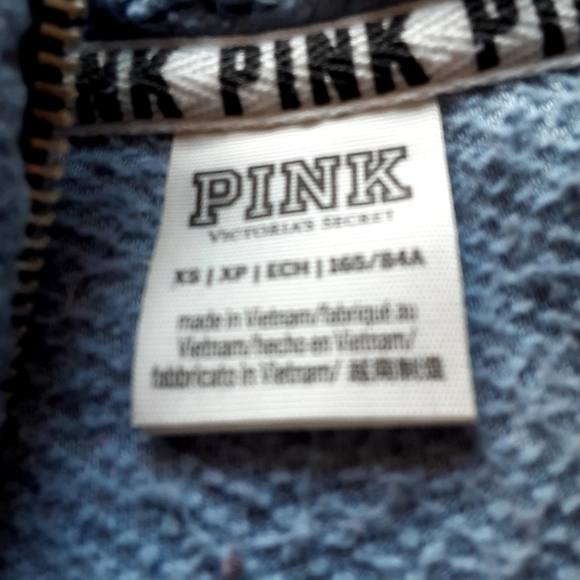 NK PINK PI
PINK
VICTORIA'S SECRET
XS | XP | ECH | 165/84A
made in Vietnam/fabriqué au
Vietnam/hecho en Vietnam/
fabbricato in Vietnam/ 越南制造